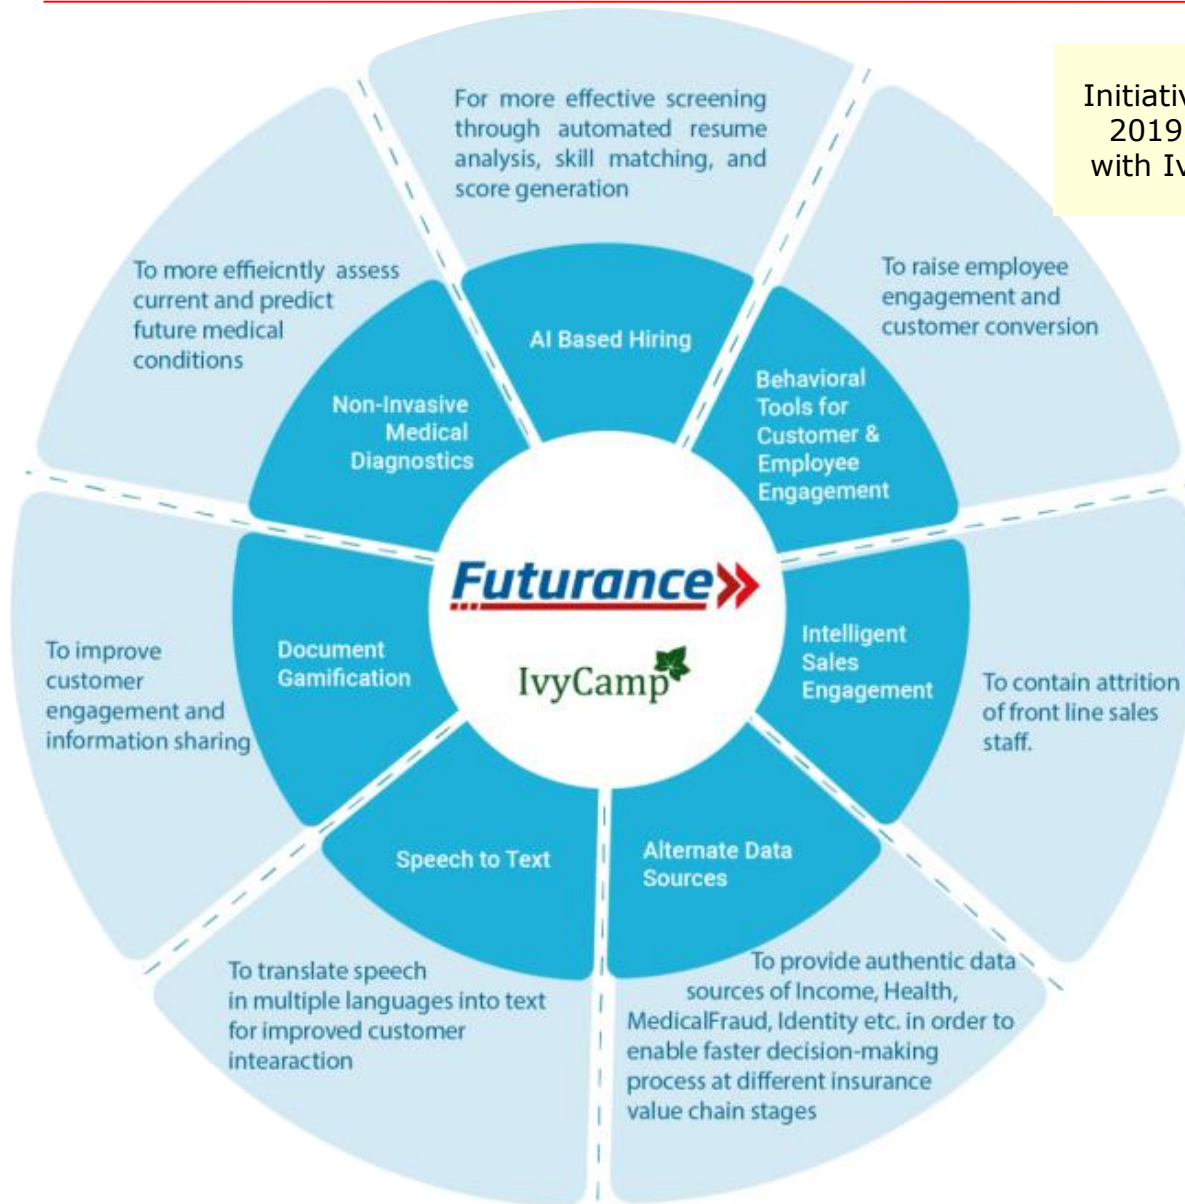 Initiativ
2019
with Iv
For more effective screening
through automated resume
analysis, skill matching, and
score generation
AI Based Hiring
To raise employee
engagement and
customer conversion
Behavioral
Tools for
Customer &
Employee
Engagement
To contain attrition
of front line sales
staff.
Intelligent
Sales
Engagement
To provide authentic data
sources of Income, Health,
MedicalFraud, Identity etc. in order to
enable faster decision-making
process at different insurance
value chain stages
Alternate Data
Sources
To translate speech
in multiple languages into text
for improved customer
intearaction
Speech to Text
To improve
customer
engagement and
information sharing
Document
Gamification
To more effieicntly assess
current and predict
future medical
conditions
Non-Invasive
Medical
Diagnostics
Futurance
IvyCamp